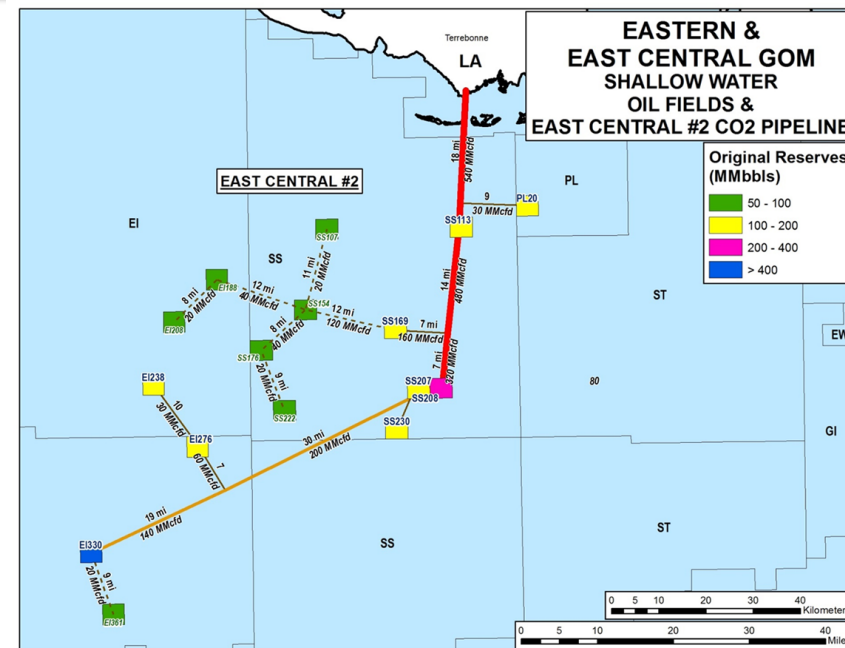 EASTERN &
EAST CENTRAL GOM
SHALLOW WATER
OIL FIELDS &
EAST CENTRAL #2 CO2 PIPELINE
Terrebonne
LA
Original Reserves
(MMbbls)
50 - 100
100 - 200
200 - 400
> 400
EAST CENTRAL #2
18 mi
540 MMcfd
PL
9
30 MMcfd
PL20
SS113
EI
SS
SS107
11 mi
20 MMcfd
14 mi
480 MMcfd
ST
EI188
8 mi
20 MMcfd
EI208
12 mi
40 MMcfd
SS154
12 mi
120 MMcfd
SS169
7 mi
160 MMcfd
8 mi
40 MMcfd
SS176
7 mi
320 MMcfd
EW
EI238
9 mi
20 MMcfd
SS222
SS207
SS208
80
10
30 MMcfd
SS230
GI
EI276
7
60 MMcfd
30 mi
200 MMcfd
19 mi
140 MMcfd
EI330
SS
ST
9 mi
20 MMcfd
EI361
0 5 10 20 30 40
Kilometer
0 5 10 20 30 40
Mile